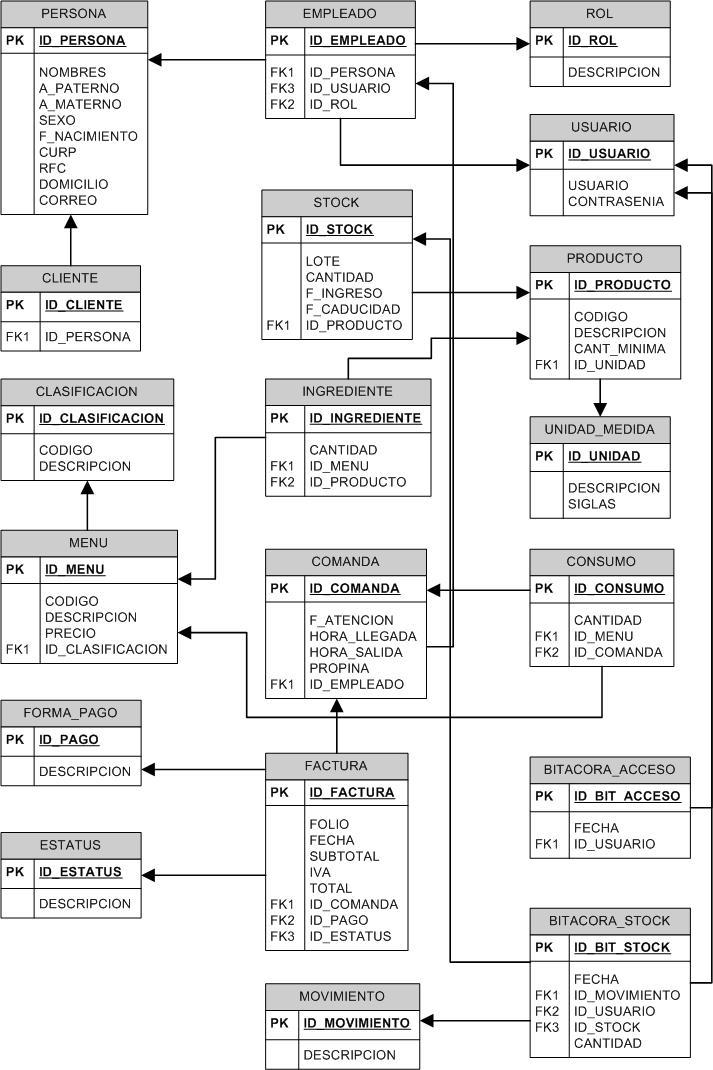 PERSONA
PK ID_PERSONA
NOMBRES
A_PATERNO
A_MATERNO
SEXO
F_NACIMIENTO
CURP
RFC
DOMICILIO
CORREO
EMPLEADO
PK ID_EMPLEADO
FK1 ID_PERSONA
FK3 ID_USUARIO
FK2 ID_ROL
ROL
PK ID_ROL
DESCRIPCION
USUARIO
PK ID_USUARIO
USUARIO
CONTRASENIA
STOCK
PK ID_STOCK
LOTE
CANTIDAD
F_INGRESO
F_CADUCIDAD
FK1 ID_PRODUCTO
PRODUCTO
PK ID_PRODUCTO
CODIGO
DESCRIPCION
CANT_MINIMA
FK1 ID_UNIDAD
CLIENTE
PK ID_CLIENTE
FK1 ID_PERSONA
CLASIFICACION
PK ID_CLASIFICACION
CODIGO
DESCRIPCION
INGREDIENTE
PK ID_INGREDIENTE
CANTIDAD
FK1 ID_MENU
FK2 ID_PRODUCTO
UNIDAD_MEDIDA
PK ID_UNIDAD
DESCRIPCION
SIGLAS
MENU
PK ID_MENU
CODIGO
DESCRIPCION
PRECIO
FK1 ID_CLASIFICACION
COMANDA
PK ID_COMANDA
F_ATENCION
HORA_LLEGADA
HORA_SALIDA
PROPINA
FK1 ID_EMPLEADO
CONSUMO
PK ID_CONSUMO
CANTIDAD
FK1 ID_MENU
FK2 ID_COMANDA
FORMA_PAGO
PK ID_PAGO
DESCRIPCION
FACTURA
PK ID_FACTURA
FOLIO
FECHA
SUBTOTAL
IVA
TOTAL
FK1 ID_COMANDA
FK2 ID_PAGO
FK3 ID_ESTATUS
BITACORA_ACCESO
PK ID_BIT_ACCESO
FECHA
FK1 ID_USUARIO
ESTATUS
PK ID_ESTATUS
DESCRIPCION
BITACORA_STOCK
PK ID_BIT_STOCK
FECHA
FK1 ID_MOVIMIENTO
FK2 ID_USUARIO
FK3 ID_STOCK
CANTIDAD
MOVIMIENTO
PK ID_MOVIMIENTO
DESCRIPCION